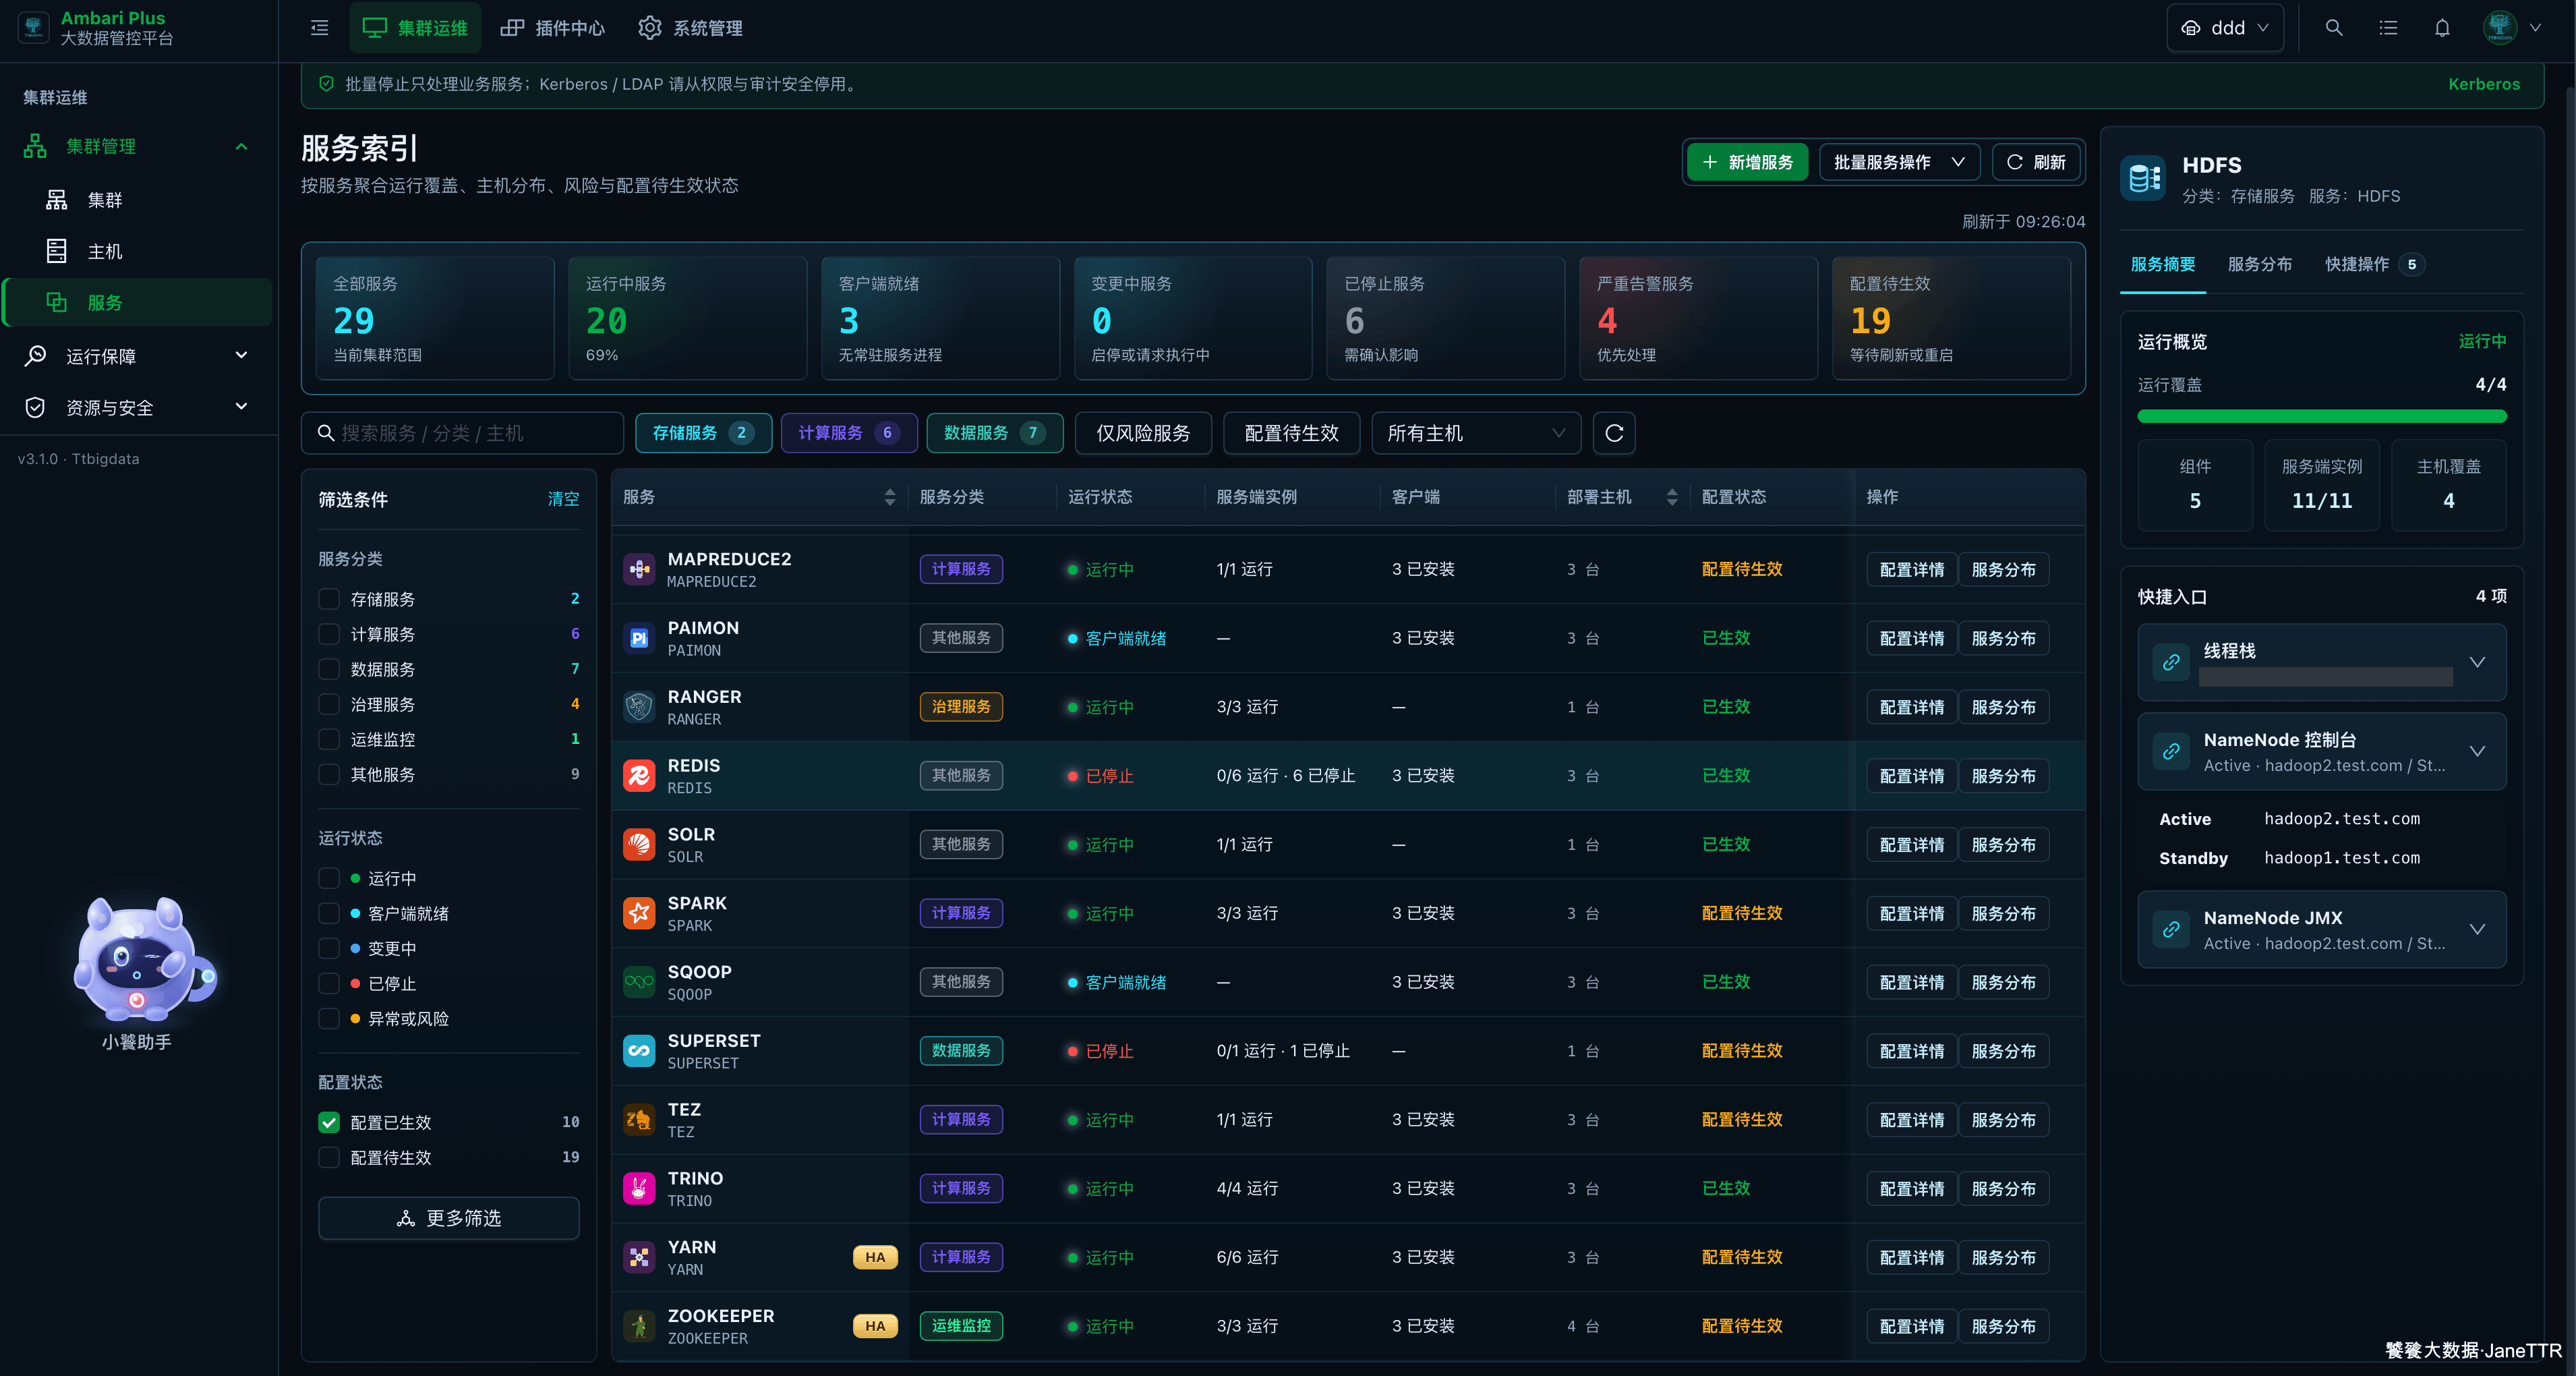 Ambari Plus
大数据管控平台
集群运维
插件中心
系统管理
ddd
集群运维
集群管理
集群
主机
服务
运行保障
资源与安全
v3.1.0 · Ttbigdata
小饕助手
批量停止只处理业务服务；Kerberos / LDAP 请从权限与审计安全停用。
Kerberos
服务索引
按服务聚合运行覆盖、主机分布、风险与配置待生效状态
新增服务
批量服务操作
刷新
刷新于 09:26:04
全部服务
29
当前集群范围
运行中服务
20
69%
客户端就绪
3
无常驻服务进程
变更中服务
0
启停或请求执行中
已停止服务
6
需确认影响
严重告警服务
4
优先处理
配置待生效
19
等待刷新或重启
搜索服务 / 分类 / 主机
存储服务 2
计算服务 6
数据服务 7
仅风险服务
配置待生效
所有主机
筛选条件 清空
服务分类
存储服务 2
计算服务 6
数据服务 7
治理服务 4
运维监控 1
其他服务 9
运行状态
运行中
客户端就绪
变更中
已停止
异常或风险
配置状态
配置已生效 10
配置待生效 19
更多筛选
服务 服务分类 运行状态 服务端实例 客户端 部署主机 配置状态 操作
MAPREDUCE2 计算服务 运行中 1/1 运行 3 已安装 3 台 配置待生效 配置详情 服务分布
MAPREDUCE2
PAIMON 其他服务 客户端就绪 — 3 已安装 3 台 已生效 配置详情 服务分布
PAIMON
RANGER 治理服务 运行中 3/3 运行 — 1 台 已生效 配置详情 服务分布
RANGER
REDIS 其他服务 已停止 0/6 运行 · 6 已停止 3 已安装 3 台 已生效 配置详情 服务分布
REDIS
SOLR 其他服务 运行中 1/1 运行 — 1 台 已生效 配置详情 服务分布
SOLR
SPARK 计算服务 运行中 3/3 运行 3 已安装 3 台 配置待生效 配置详情 服务分布
SPARK
SQOOP 其他服务 客户端就绪 — 3 已安装 3 台 已生效 配置详情 服务分布
SQOOP
SUPERSET 数据服务 已停止 0/1 运行 · 1 已停止 — 1 台 配置待生效 配置详情 服务分布
SUPERSET
TEZ 计算服务 运行中 1/1 运行 3 已安装 3 台 配置待生效 配置详情 服务分布
TEZ
TRINO 计算服务 运行中 4/4 运行 3 已安装 3 台 已生效 配置详情 服务分布
TRINO
YARN HA 计算服务 运行中 6/6 运行 3 已安装 3 台 配置待生效 配置详情 服务分布
YARN
ZOOKEEPER HA 运维监控 运行中 3/3 运行 3 已安装 4 台 配置待生效 配置详情 服务分布
ZOOKEEPER
HDFS
分类：存储服务 服务：HDFS
服务摘要 服务分布 快捷操作 5
运行概览 运行中
运行覆盖 4/4
组件
5
服务端实例
11/11
主机覆盖
4
快捷入口 4 项
线程栈
NameNode 控制台
Active · hadoop2.test.com / St...
Active hadoop2.test.com
Standby hadoop1.test.com
NameNode JMX
Active · hadoop2.test.com / St...
饕餮大数据·JaneTTR